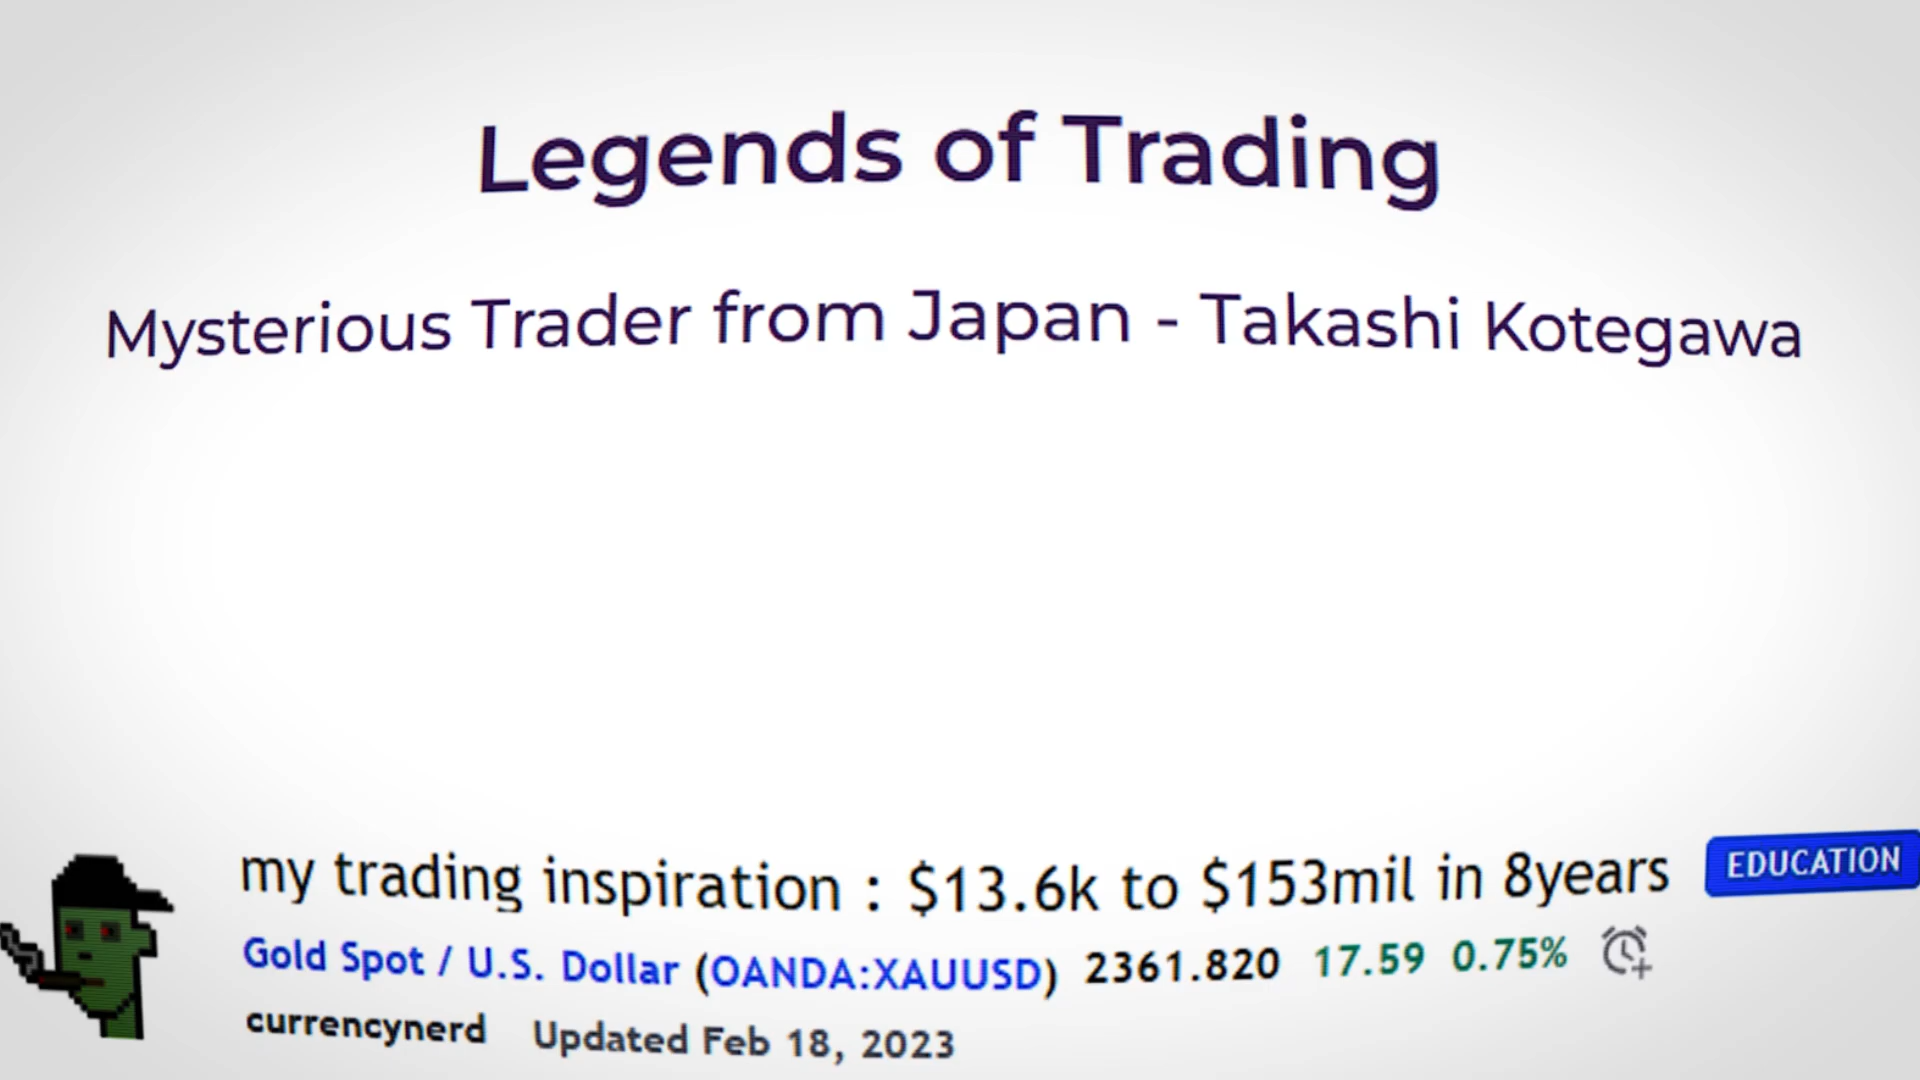 Legends of Trading
Mysterious Trader from Japan - Takashi Kotegawa
my trading inspiration : $13.6k to $153mil in 8years EDUCATION
Gold Spot / U.S. Dollar (OANDA:XAUUSD) 2361.820 17.59 0.75%
currencynerd Updated Feb 18, 2023